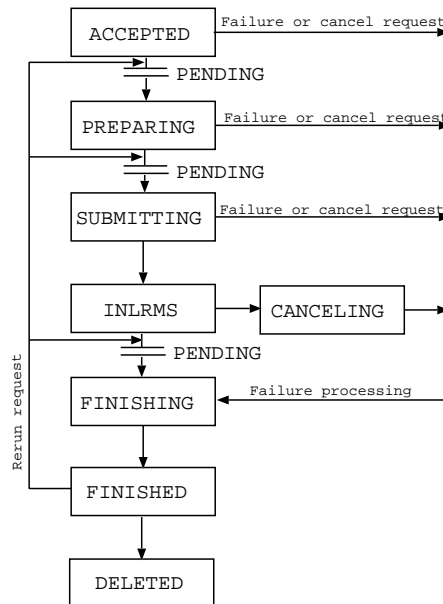 ACCEPTED
Failure or cancel request
PENDING
PREPARING
Failure or cancel request
PENDING
SUBMITTING
Failure or cancel request
INLRMS
CANCELING
PENDING
FINISHING
Failure processing
Rerun request
FINISHED
DELETED